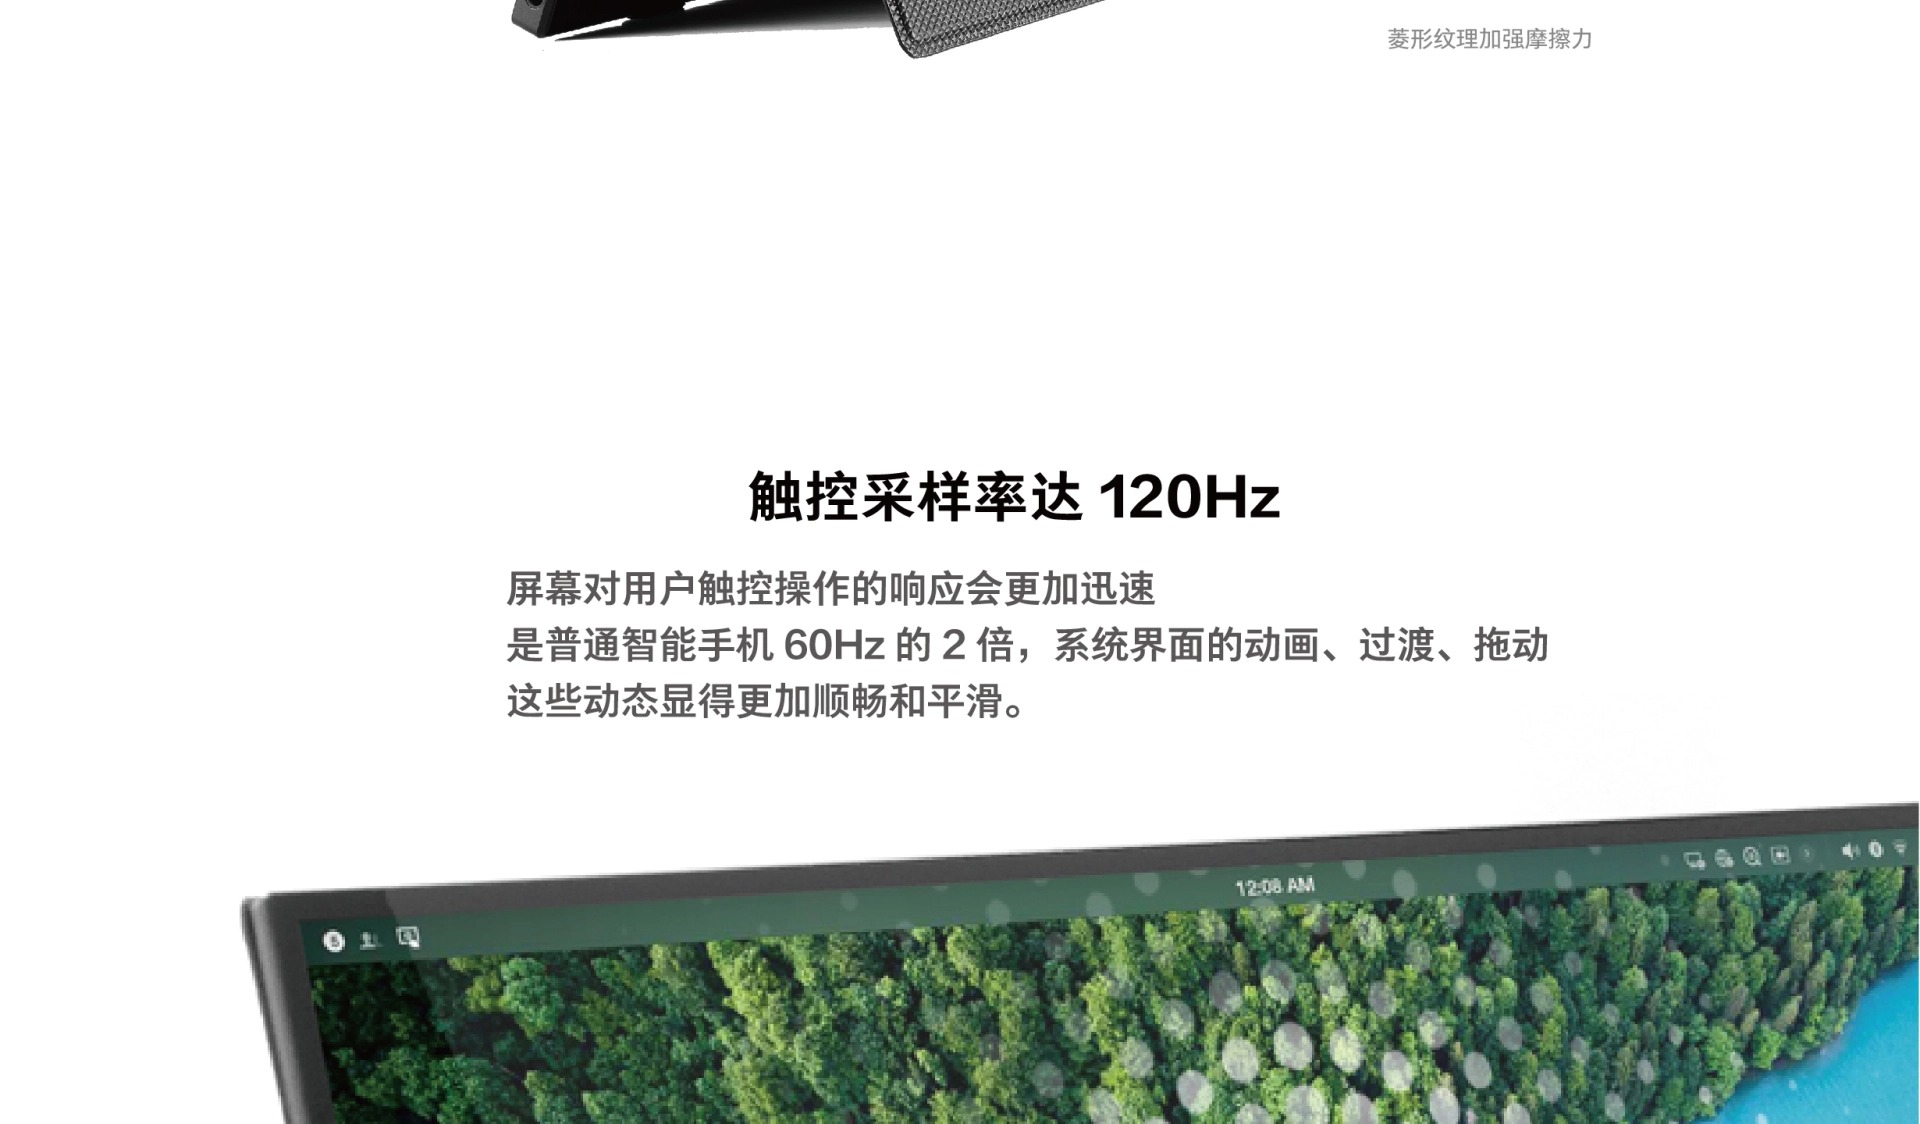 菱形纹理加强摩擦力
触控采样率达 120Hz
屏幕对用户触控操作的响应会更加迅速
是普通智能手机 60Hz 的 2 倍，系统界面的动画、过渡、拖动
这些动态显得更加顺畅和平滑。
12:08 AM